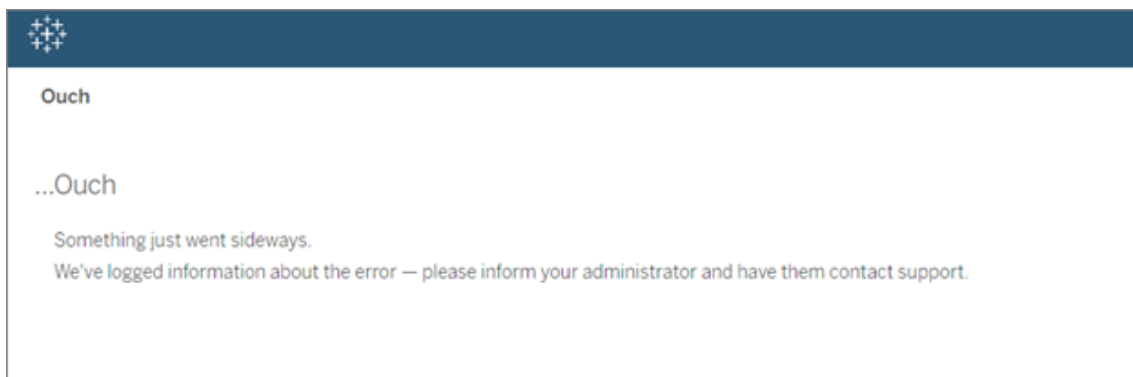 Ouch
...Ouch
Something just went sideways.
We've logged information about the error — please inform your administrator and have them contact support.